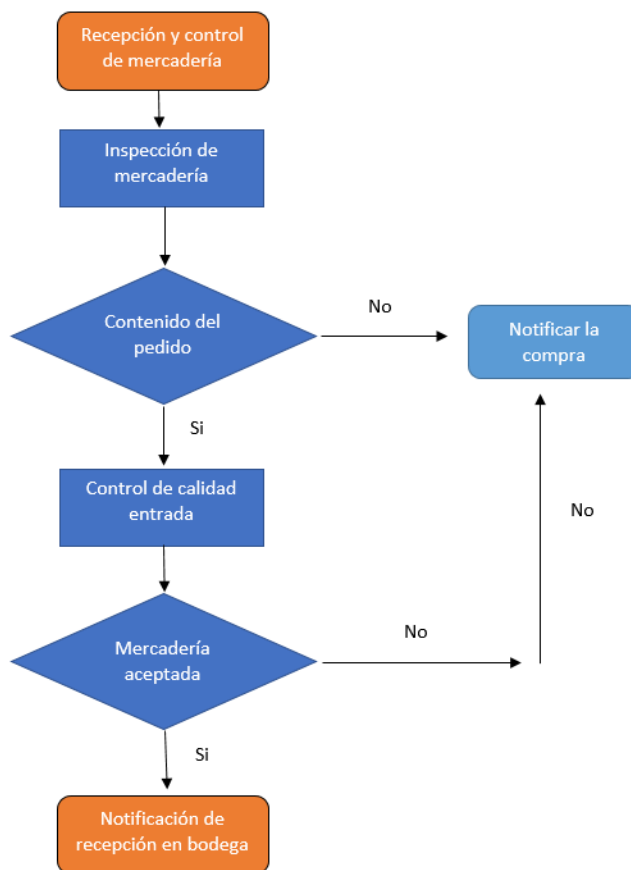 Recepción y control
de mercadería
Inspección de
mercadería
Contenido del
pedido
No
Notificar la
compra
Si
Control de calidad
entrada
No
Mercadería
aceptada
No
Si
Notificación de
recepción en bodega